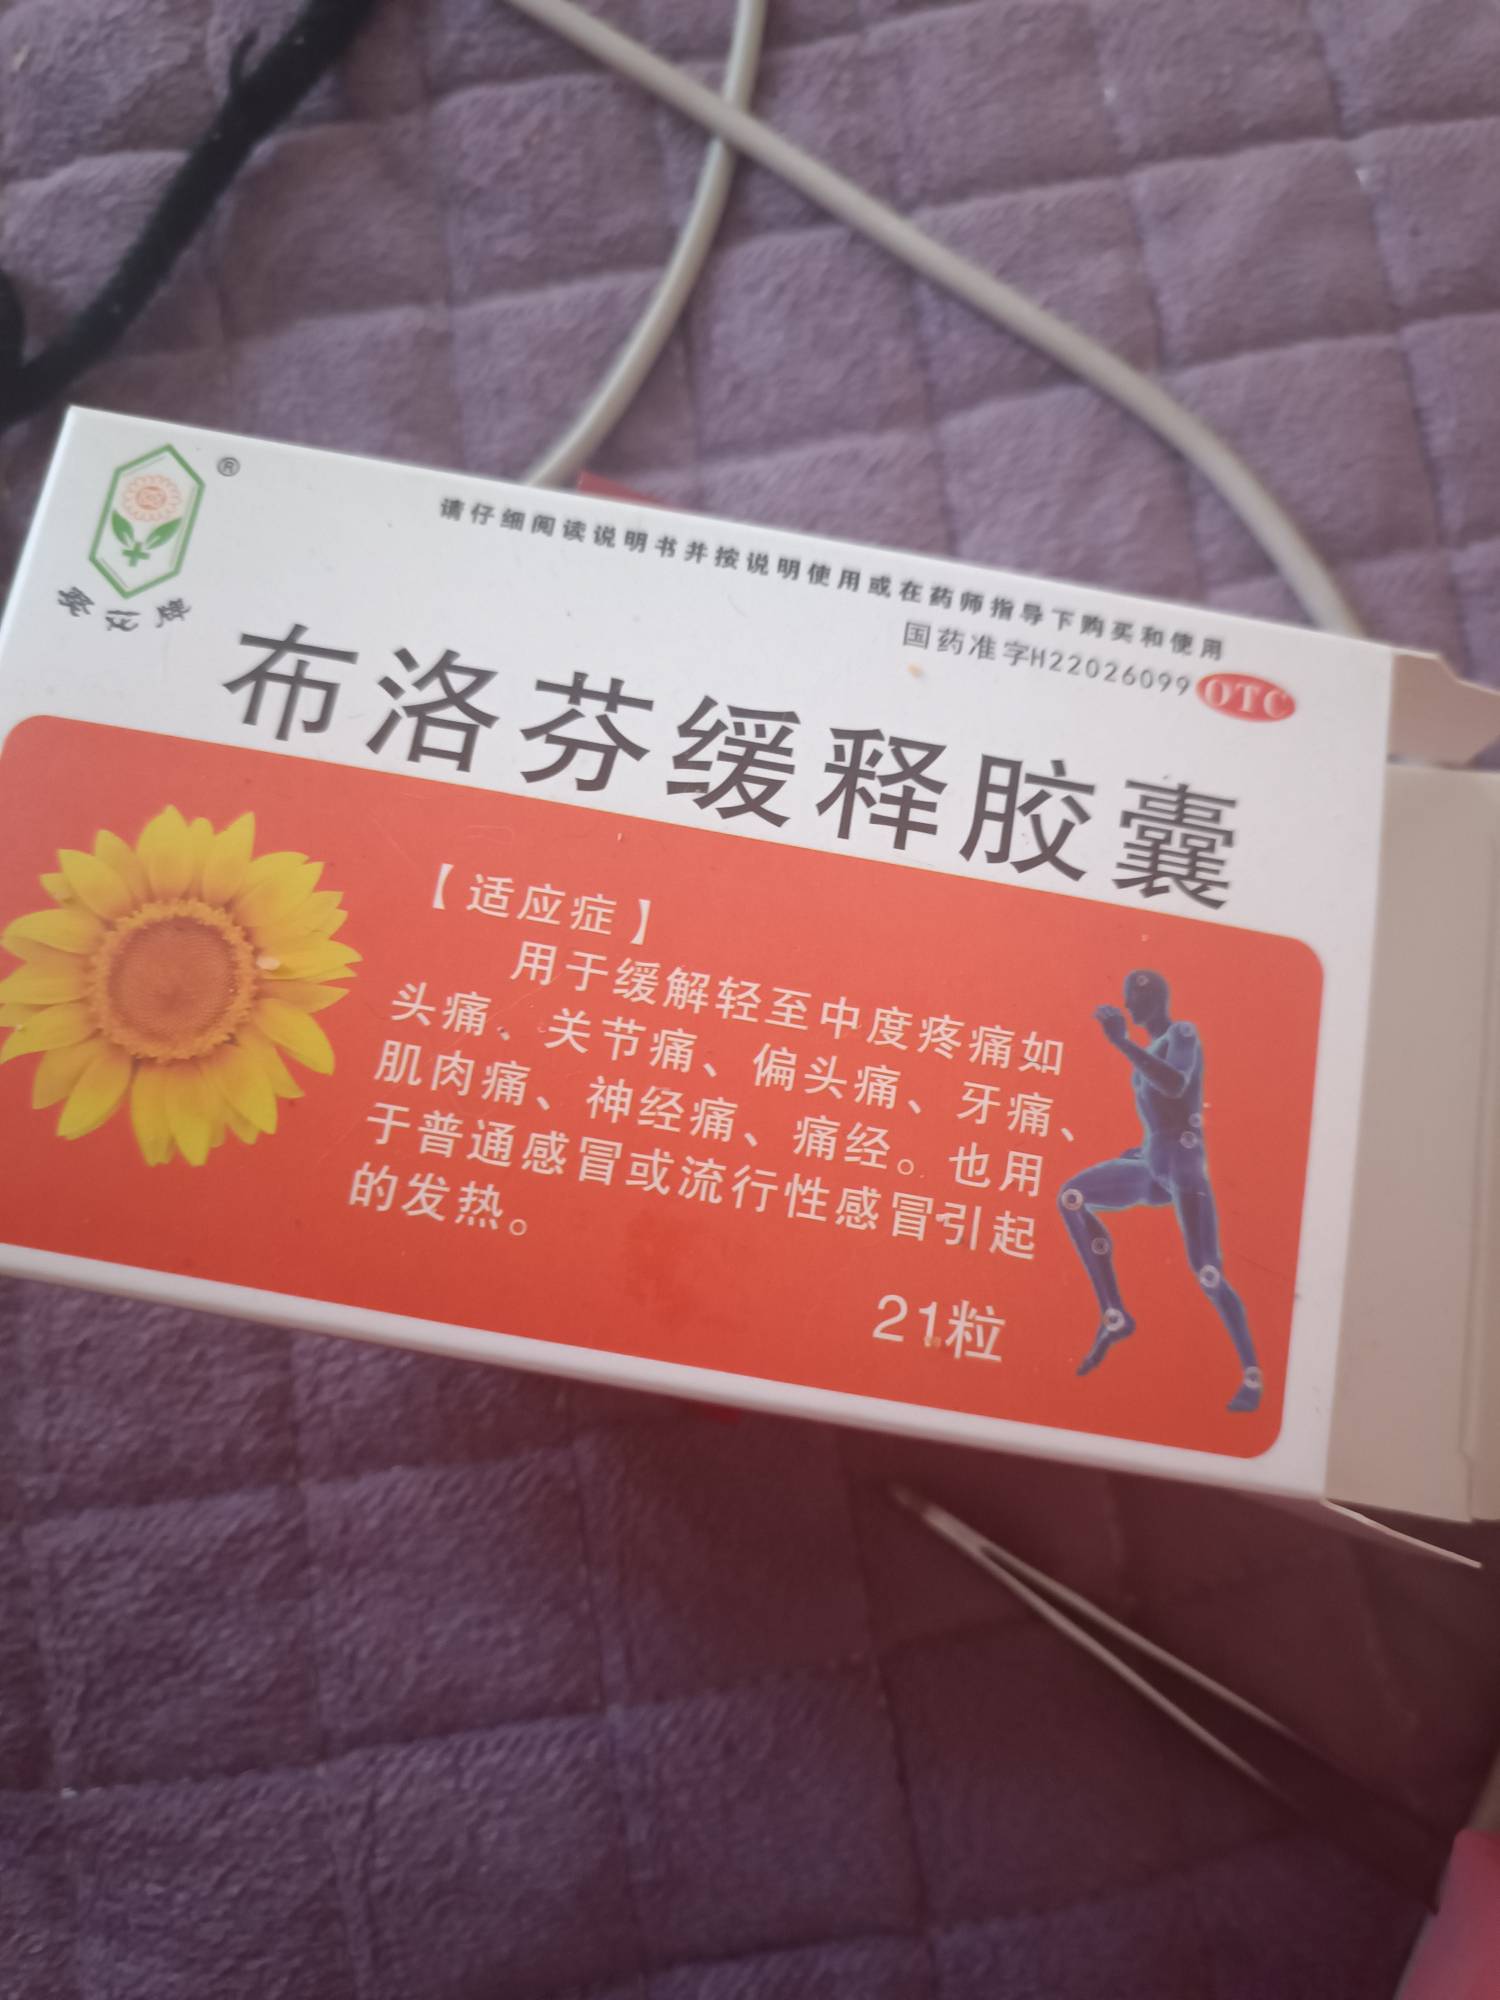 ®
请仔细阅读说明书并按说明使用或在药师指导下购买和使用
国药准字H22026099
OTC
布洛芬缓释胶囊
【适应症】
用于缓解轻至中度疼痛如
头痛、关节痛、偏头痛、牙痛、
肌肉痛、神经痛、痛经。也用
于普通感冒或流行性感冒引起
的发热。
21粒